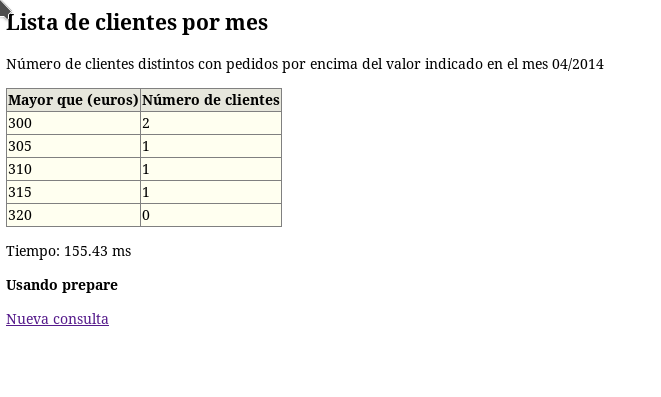 Lista de clientes por mes
Número de clientes distintos con pedidos por encima del valor indicado en el mes 04/2014
Mayor que (euros) Número de clientes
300 2
305 1
310 1
315 1
320 0
Tiempo: 155.43 ms
Usando prepare
Nueva consulta